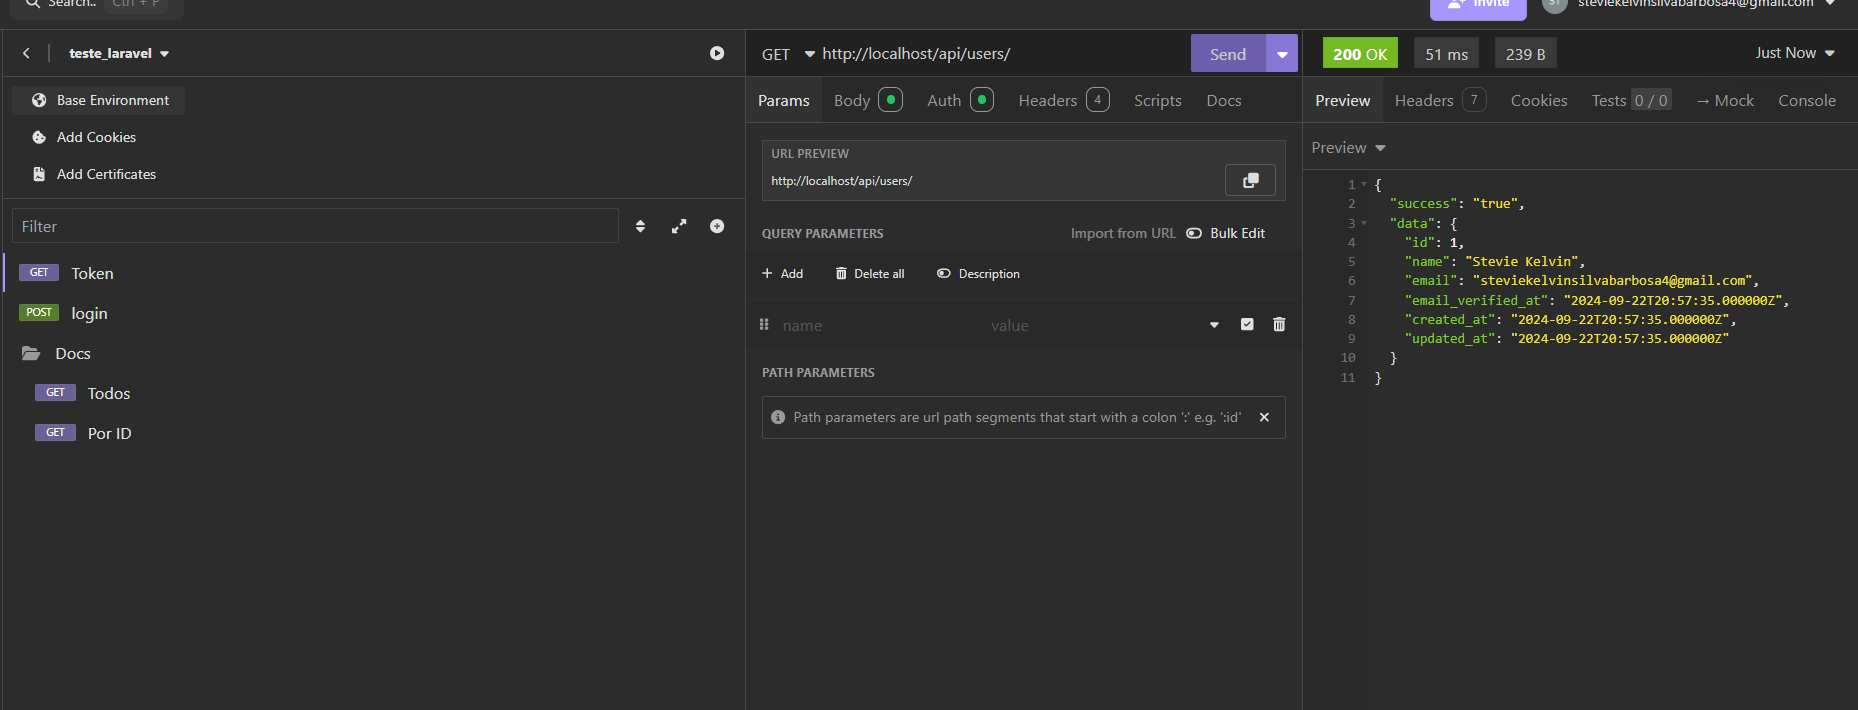 Search.. Ctrl + P
Invite
ST
steviekelvinsilvabarbosa4@gmail.com
teste_laravel
Base Environment
Add Cookies
Add Certificates
Filter
GET Token
POST login
Docs
GET Todos
GET Por ID
GET http://localhost/api/users/ Send
Params Body Auth Headers 4 Scripts Docs
URL PREVIEW
http://localhost/api/users/
QUERY PARAMETERS Import from URL Bulk Edit
Add Delete all Description
name value
PATH PARAMETERS
Path parameters are url path segments that start with a colon ':' e.g. ':id'
200 OK 51 ms 239 B Just Now
Preview Headers 7 Cookies Tests 0 / 0 → Mock Console
Preview
1 {
2 "success": "true",
3 "data": {
4 "id": 1,
5 "name": "Stevie Kelvin",
6 "email": "steviekelvinsilvabarbosa4@gmail.com",
7 "email_verified_at": "2024-09-22T20:57:35.000000Z",
8 "created_at": "2024-09-22T20:57:35.000000Z",
9 "updated_at": "2024-09-22T20:57:35.000000Z"
10 }
11 }